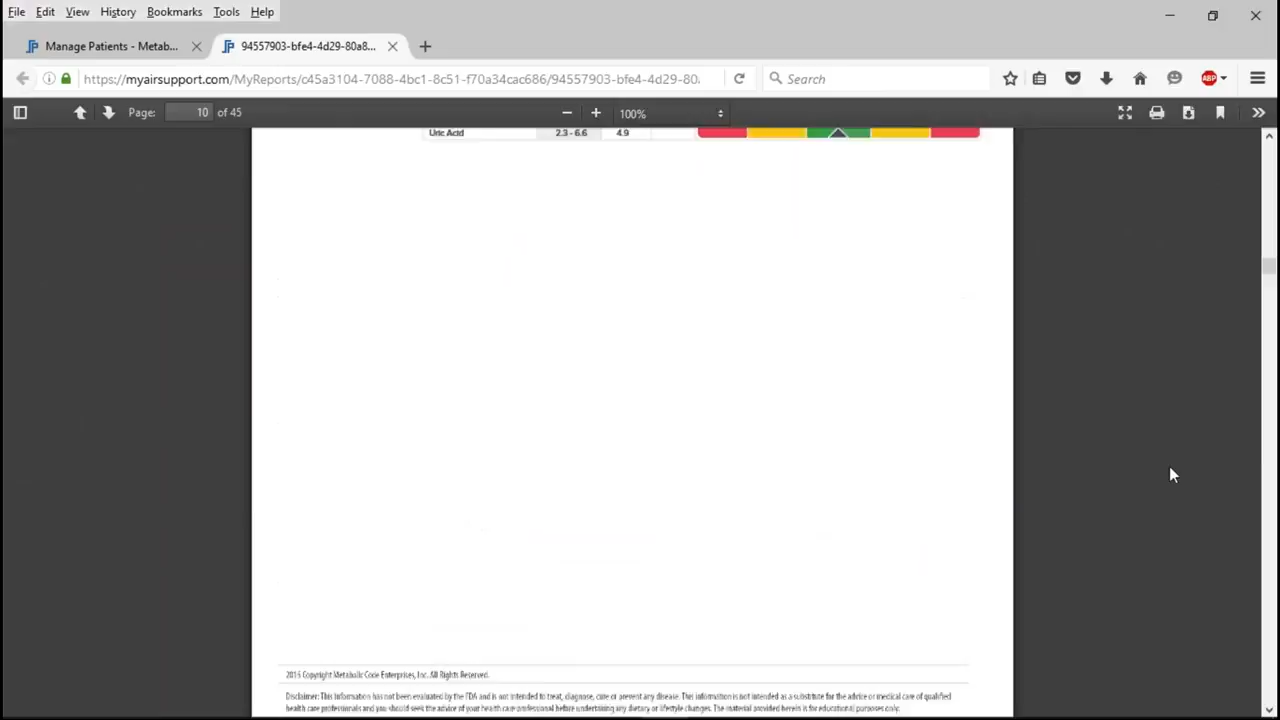 File Edit View History Bookmarks Tools Help
Manage Patients - Metab...
94557903-bfe4-4d29-80a8...
https://myairsupport.com/MyReports/c45a3104-7088-4bc1-8c51-f70a34cac686/94557903-bfe4-4d29-80
Search
ABP
Page: 10 of 45
100%
Uric Acid 2.3 - 6.6 4.9
2015 Copyright Metabolic Code Enterprises, Inc. All Rights Reserved.
Disclaimer: This information has not been evaluated by the FDA and is not intended to treat, diagnose, cure or prevent any disease. This information is not intended as a substitute for the advice or medical care of qualified
health care professionals and you should seek the advice of your health care professional before undertaking any dietary or lifestyle changes. The material provided herein is for educational purposes only.